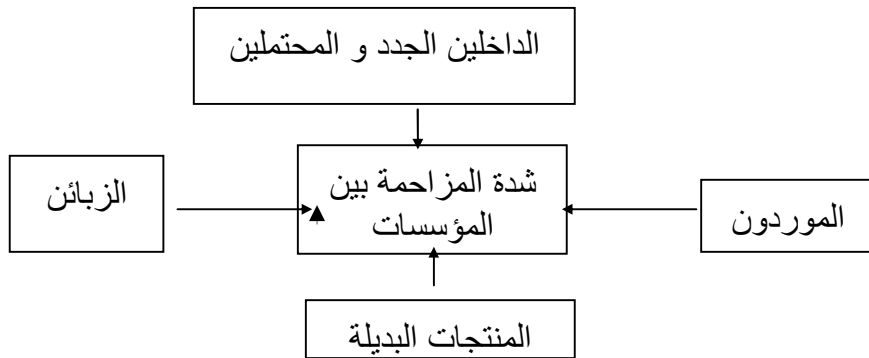 الداخلين الجدد و المحتملين
شدة المزاحمة بين
المؤسسات
الزبائن
الموردون
المنتجات البديلة